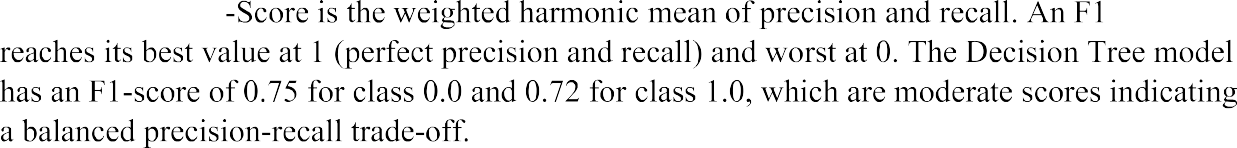 -Score is the weighted harmonic mean of precision and recall. An F1
reaches its best value at 1 (perfect precision and recall) and worst at 0. The Decision Tree model
has an F1-score of 0.75 for class 0.0 and 0.72 for class 1.0, which are moderate scores indicating
a balanced precision-recall trade-off.